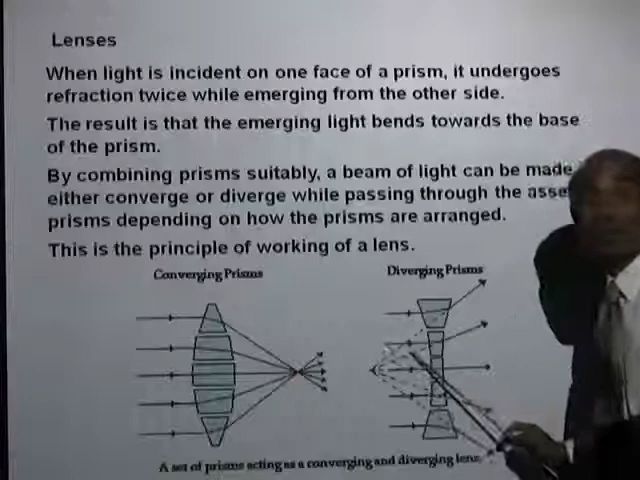 Lenses
When light is incident on one face of a prism, it undergoes
refraction twice while emerging from the other side.
The result is that the emerging light bends towards the base
of the prism.
By combining prisms suitably, a beam of light can be made
either converge or diverge while passing through the asse
prisms depending on how the prisms are arranged.
This is the principle of working of a lens.
Converging Prisms
Diverging Prisms
A set of prisms acting as a converging and diverging lens.